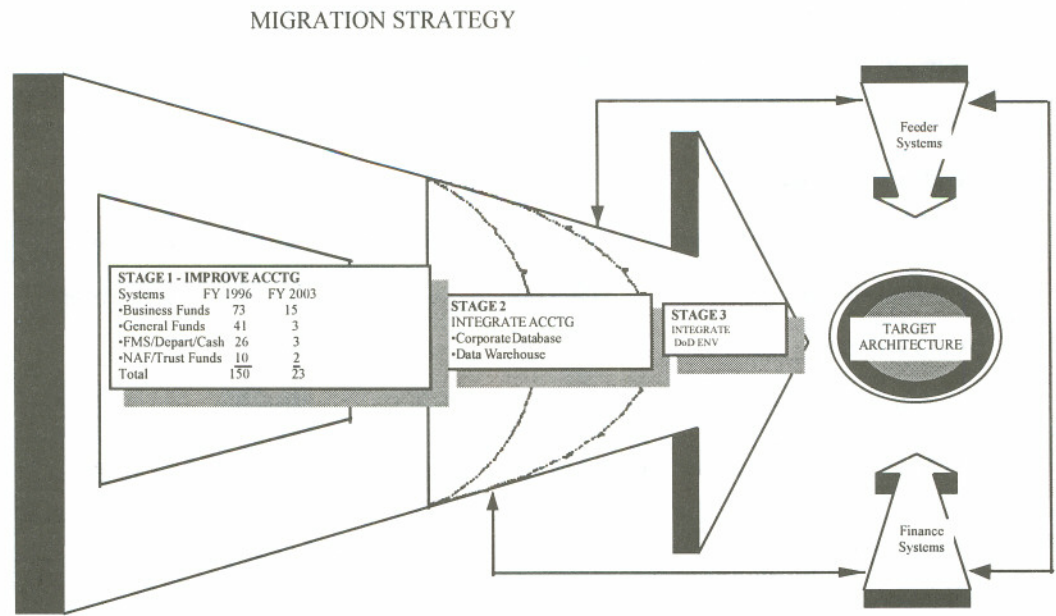 MIGRATION STRATEGY
Feeder
Systems
STAGE 1 - IMPROVE ACCTG
Systems FY 1996 FY 2003
•Business Funds 73 15
•General Funds 41 3
•FMS/Depart/Cash 26 3
•NAF/Trust Funds 10 2
Total 150 23
STAGE 2
INTEGRATE ACCTG
•Corporate Database
•Data Warehouse
STAGE 3
INTEGRATE
DoD ENV
TARGET
ARCHITECTURE
Finance
Systems